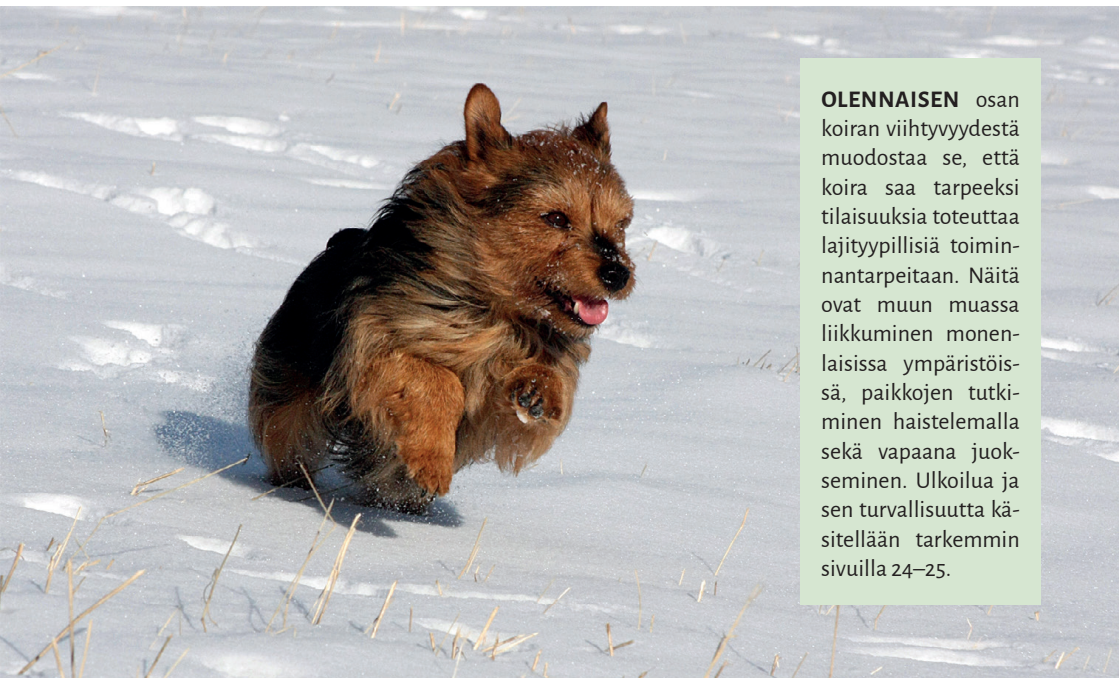 OLENNAISEN osan
koiran viihtyvyydestä
muodostaa se, että
koira saa tarpeeksi
tilaisuuksia toteuttaa
lajityypillisiä toimin-
nantarpeitaan. Näitä
ovat muun muassa
liikkuminen monen-
laisissa ympäristöis-
sä, paikkojen tutki-
minen haistelemalla
sekä vapaana juok-
seminen. Ulkoilua ja
sen turvallisuutta kä-
sitellään tarkemmin
sivuilla 24–25.